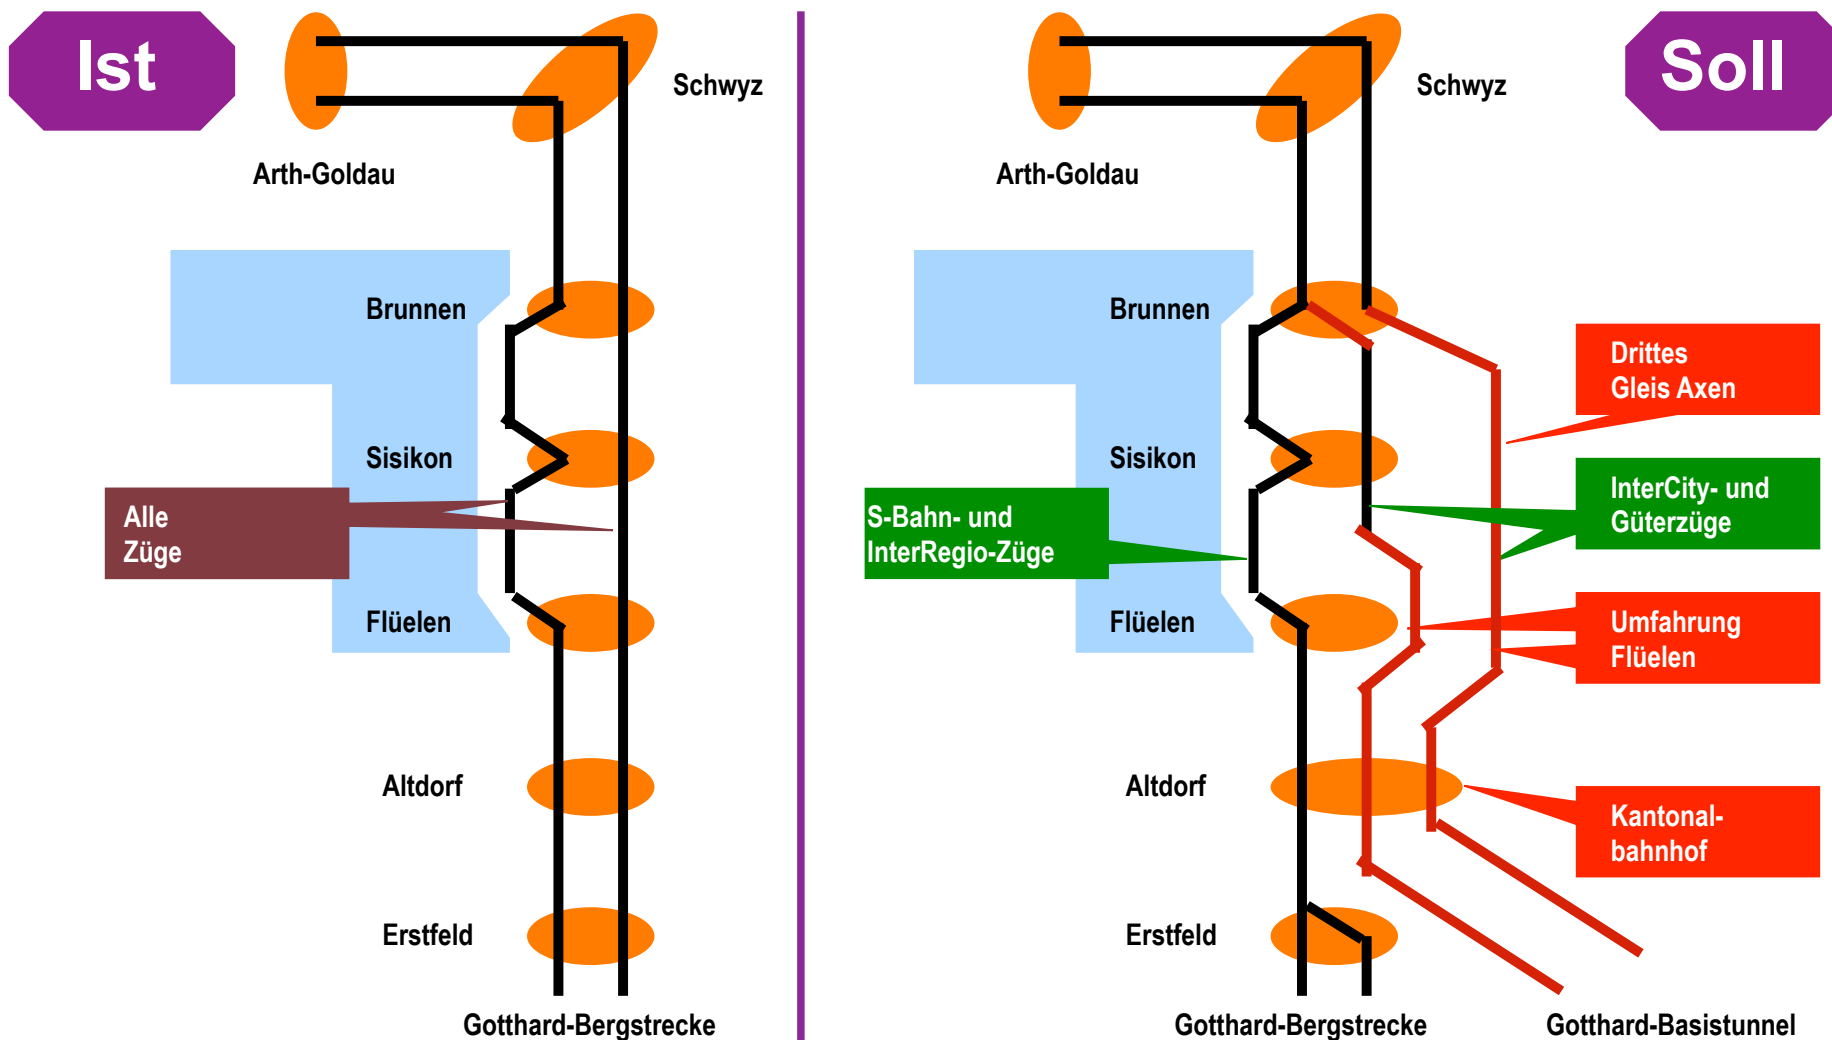 Ist
Schwyz
Arth-Goldau
Brunnen
Sisikon
Alle
Züge
Flüelen
Altdorf
Erstfeld
Gotthard-Bergstrecke
Soll
Schwyz
Arth-Goldau
Brunnen
Drittes
Gleis Axen
Sisikon
InterCity- und
Güterzüge
S-Bahn- und
InterRegio-Züge
Flüelen
Umfahrung
Flüelen
Altdorf
Kantonal-
bahnhof
Erstfeld
Gotthard-Bergstrecke
Gotthard-Basistunnel